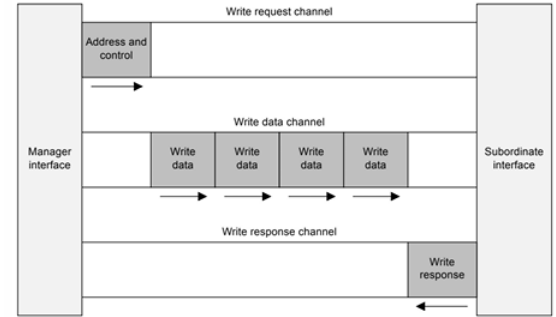 Write request channel
Address and
control
Write data channel
Manager
interface
Write
data
Write
data
Write
data
Write
data
Subordinate
interface
Write response channel
Write
response